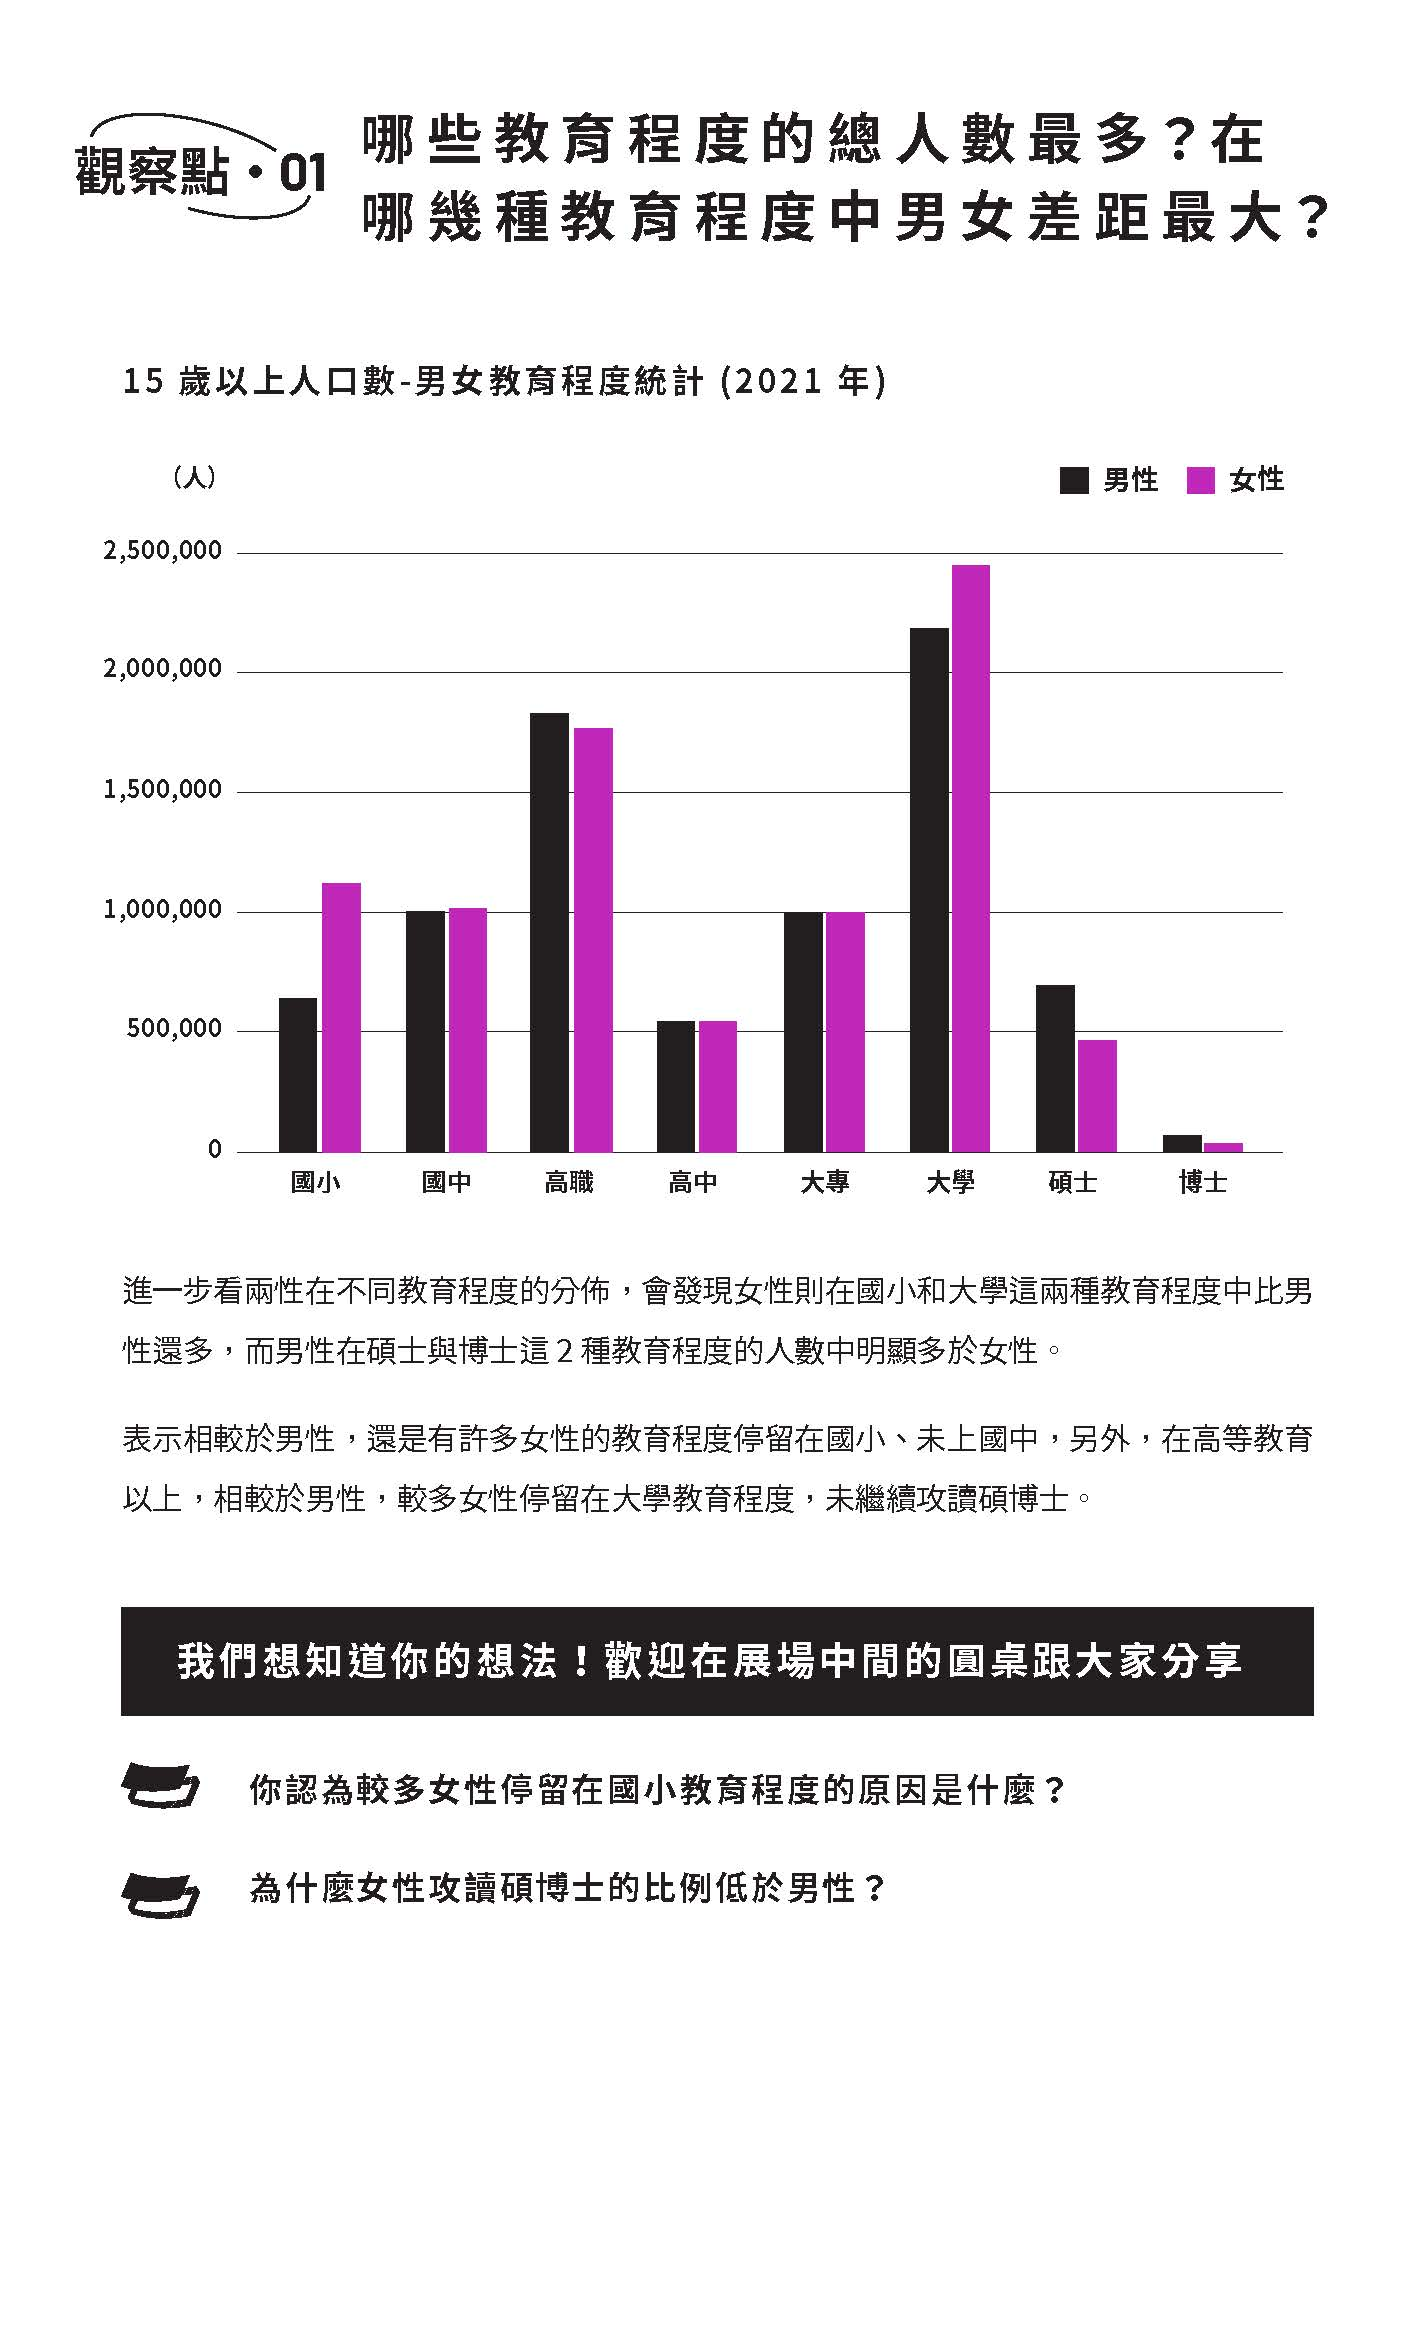 觀察點・01
哪些教育程度的總人數最多？在
哪幾種教育程度中男女差距最大？
15 歲以上人口數-男女教育程度統計 (2021 年)
（人）
男性 女性
2,500,000
2,000,000
1,500,000
1,000,000
500,000
0
國小 國中 高職 高中 大專 大學 碩士 博士
進一步看兩性在不同教育程度的分佈，會發現女性則在國小和大學這兩種教育程度中比男
性還多，而男性在碩士與博士這 2 種教育程度的人數中明顯多於女性。
表示相較於男性，還是有許多女性的教育程度停留在國小、未上國中，另外，在高等教育
以上，相較於男性，較多女性停留在大學教育程度，未繼續攻讀碩博士。
我們想知道你的想法！歡迎在展場中間的圓桌跟大家分享
你認為較多女性停留在國小教育程度的原因是什麼？
為什麼女性攻讀碩博士的比例低於男性？